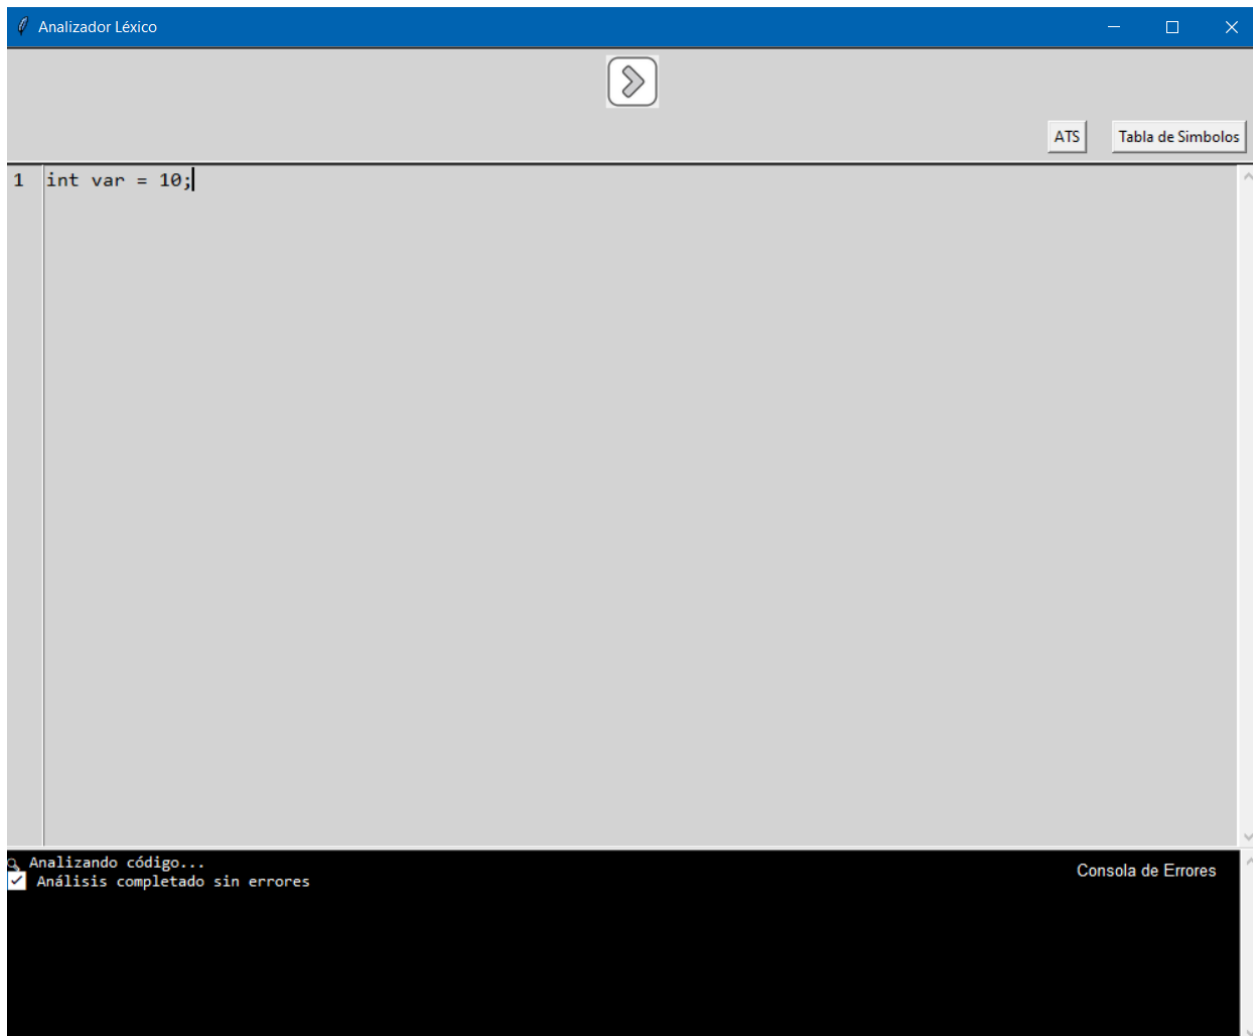 Analizador Léxico
ATS Tabla de Simbolos
1 int var = 10;
Analizando código...
Consola de Errores
Análisis completado sin errores